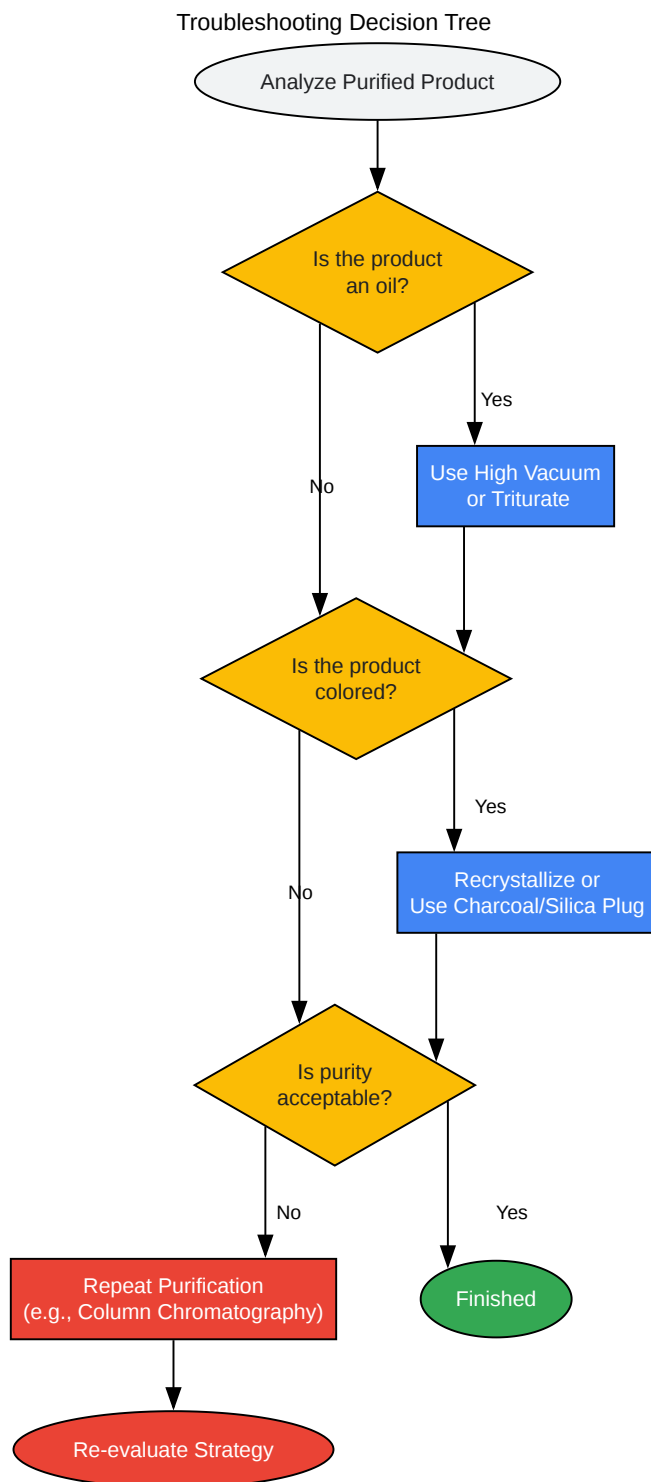 Troubleshooting Decision Tree
Analyze Purified Product
Is the product
an oil?
Yes
Use High Vacuum
or Triturate
No
Is the product
colored?
Yes
Recrystallize or
Use Charcoal/Silica Plug
No
Is purity
acceptable?
No
Yes
Repeat Purification
(e.g., Column Chromatography)
Finished
Re-evaluate Strategy